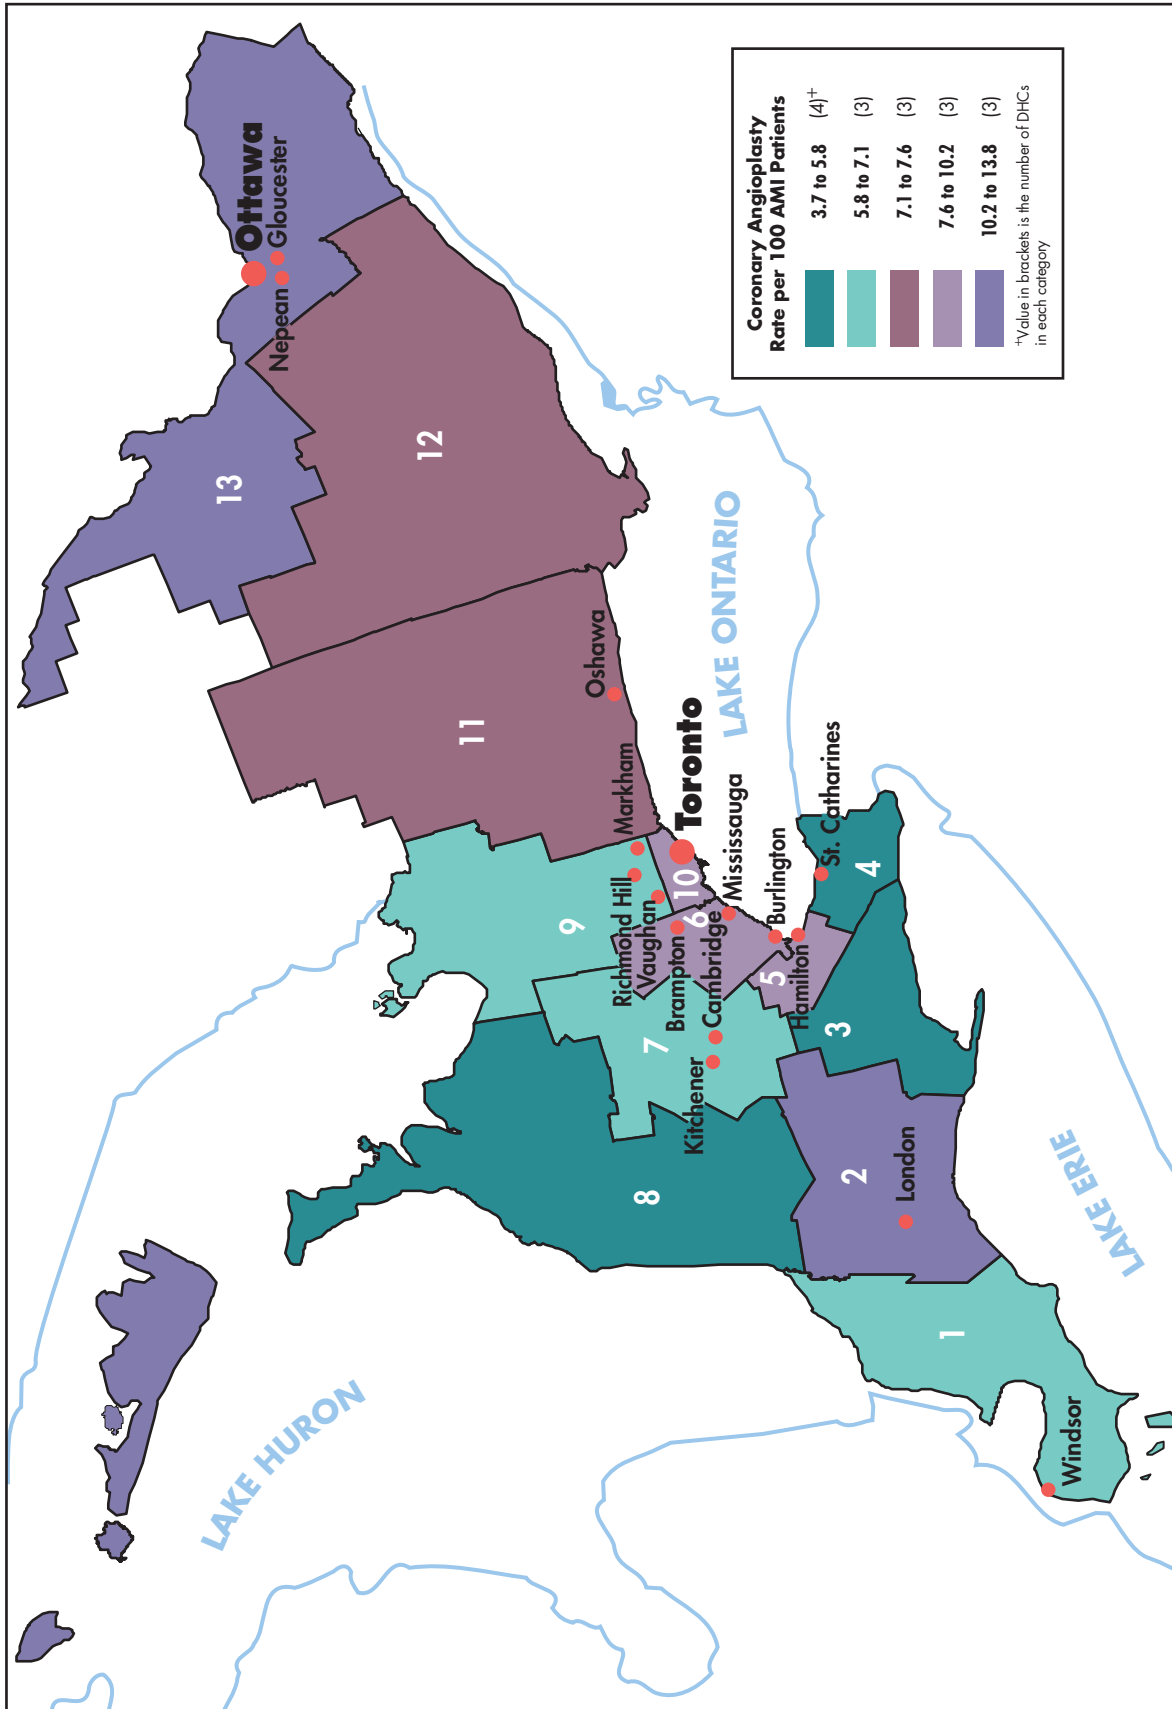 Coronary Angioplasty
Rate per 100 AMI Patients
3.7 to 5.8 (4)+
5.8 to 7.1 (3)
7.1 to 7.6 (3)
7.6 to 10.2 (3)
10.2 to 13.8 (3)
+Value in brackets is the number of DHCs
in each category
Ottawa
Gloucester
Nepean
13
12
11
Oshawa
LAKE ONTARIO
Markham
Toronto
Richmond Hill
Vaughan
9
10
6
Brampton
Mississauga
Cambridge
Burlington
5
Hamilton
St. Catharines
4
3
7
Kitchener
8
2
London
1
Windsor
LAKE HURON
LAKE ERIE